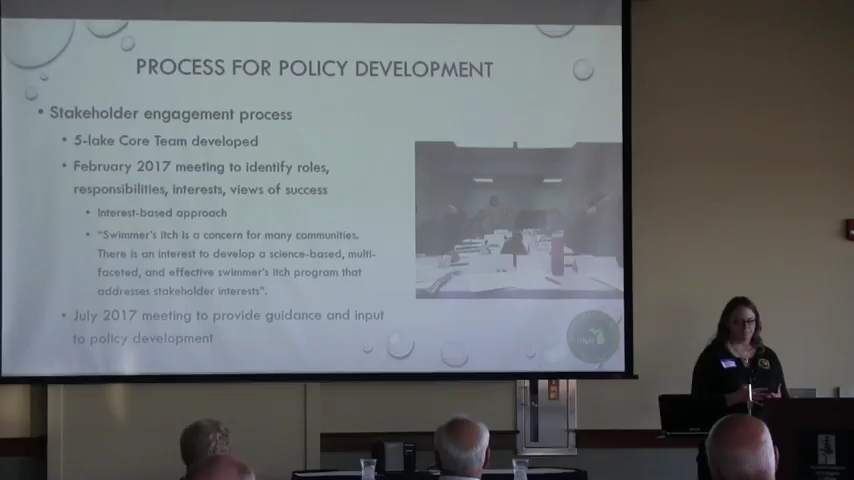 PROCESS FOR POLICY DEVELOPMENT
• Stakeholder engagement process
• 5-lake Core Team developed
• February 2017 meeting to identify roles,
responsibilities, interests, views of success
• Interest-based approach
• "Swimmer's itch is a concern for many communities.
There is an interest to develop a science-based, multi-
faceted, and effective swimmer's itch program that
addresses stakeholder interests".
• July 2017 meeting to provide guidance and input
to policy development